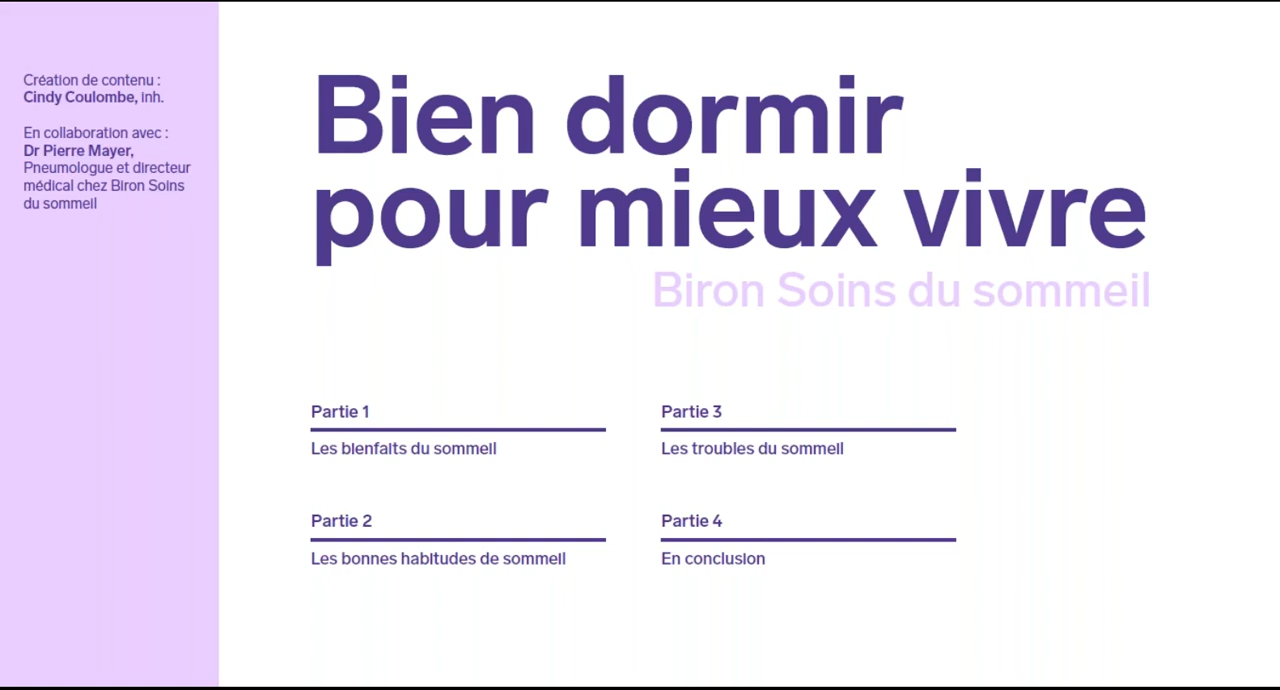 Création de contenu :
Cindy Coulombe, inh.
En collaboration avec :
Dr Pierre Mayer,
Pneumologue et directeur
médical chez Biron Soins
du sommeil
Bien dormir
pour mieux vivre
Biron Soins du sommeil
Partie 1
Les bienfaits du sommeil
Partie 2
Les bonnes habitudes de sommeil
Partie 3
Les troubles du sommeil
Partie 4
En conclusion